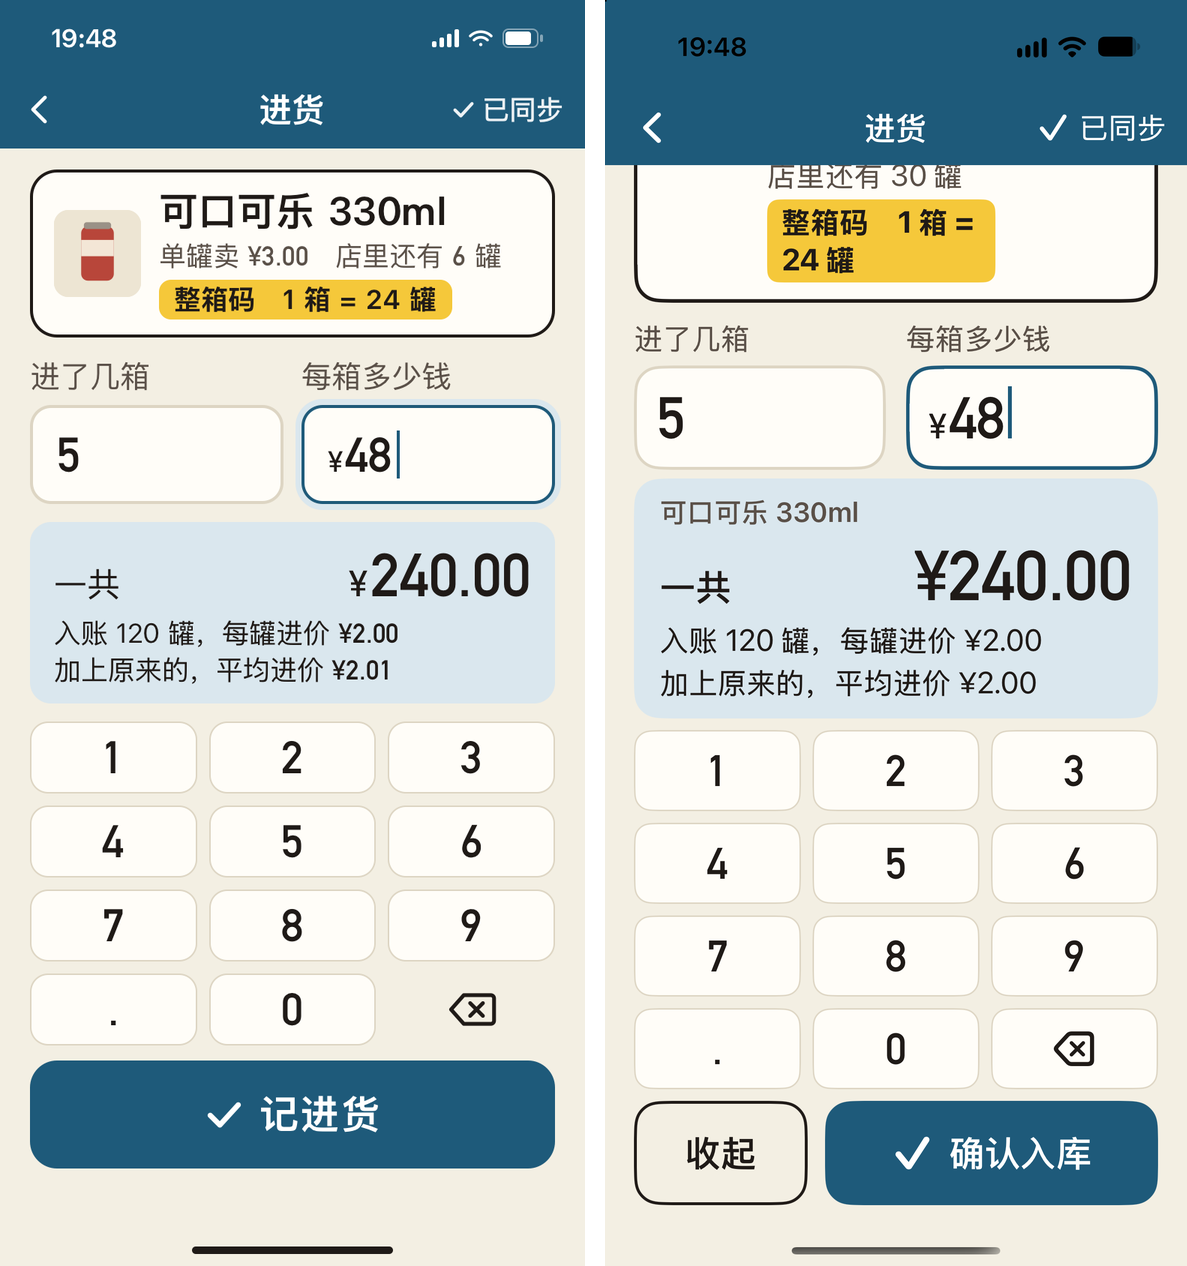 19:48
进货
已同步
可口可乐 330ml
单罐卖 ¥3.00 店里还有 6 罐
整箱码 1 箱 = 24 罐
进了几箱
每箱多少钱
5
¥48
一共
¥240.00
入账 120 罐，每罐进价 ¥2.00
加上原来的，平均进价 ¥2.01
1
2
3
4
5
6
7
8
9
.
0
记进货
19:48
进货
已同步
店里还有 30 罐
整箱码 1 箱 =
24 罐
进了几箱
每箱多少钱
5
¥48
可口可乐 330ml
一共
¥240.00
入账 120 罐，每罐进价 ¥2.00
加上原来的，平均进价 ¥2.00
1
2
3
4
5
6
7
8
9
.
0
收起
确认入库